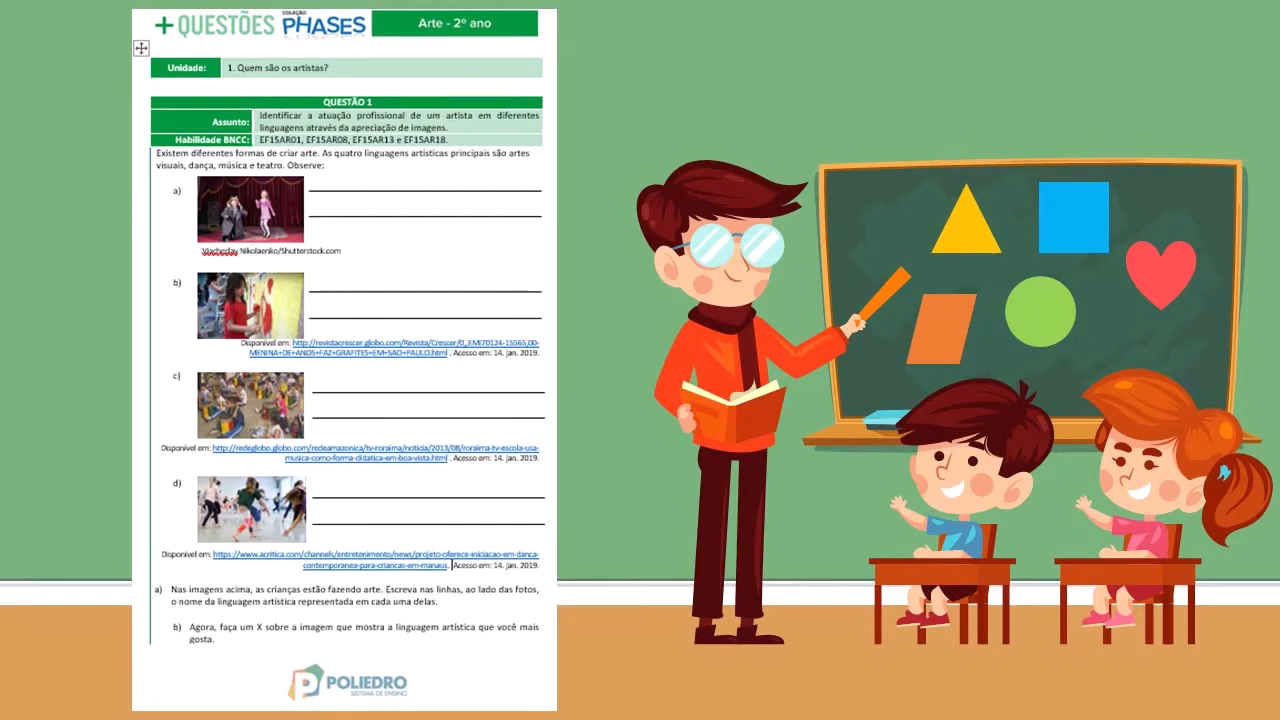 + QUESTÕES COLEÇÃO PHASES Arte - 2º ano
Unidade: 1. Quem são os artistas?
QUESTÃO 1
Assunto: Identificar a atuação profissional de um artista em diferentes
linguagens através da apreciação de imagens.
Habilidade BNCC: EF15AR01, EF15AR08, EF15AR13 e EF15AR18.
Existem diferentes formas de criar arte. As quatro linguagens artísticas principais são artes
visuais, dança, música e teatro. Observe:
a)
Viacheslav Nikolaenko/Shutterstock.com
b)
Disponível em: http://revistacrescer.globo.com/Revista/Crescer/0,,EMI70124-15565,00-
MENINA+DE+ANOS+FAZ+GRAFITES+EM+SAO+PAULO.html . Acesso em: 14. jan. 2019.
c)
Disponível em: http://redeglobo.globo.com/redeamazonica/tv-roraima/noticia/2013/08/roraima-tv-escola-usa-
musica-como-forma-didatica-em-boa-vista.html . Acesso em: 14. jan. 2019.
d)
Disponível em: https://www.acritica.com/channels/entretenimento/news/projeto-oferece-iniciacao-em-danca-
contemporanea-para-criancas-em-manaus. Acesso em: 14. jan. 2019.
a) Nas imagens acima, as crianças estão fazendo arte. Escreva nas linhas, ao lado das fotos,
o nome da linguagem artística representada em cada uma delas.
b) Agora, faça um X sobre a imagem que mostra a linguagem artística que você mais
gosta.
POLIEDRO
SISTEMA DE ENSINO